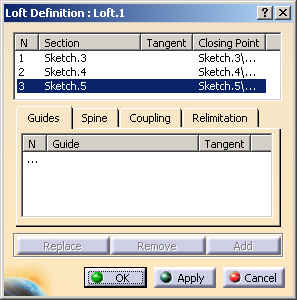 Loft Definition : Loft.1
N Section Tangent Closing Point
1 Sketch.3 Sketch.3\...
2 Sketch.4 Sketch.4\...
3 Sketch.5 Sketch.5\...
Guides Spine Coupling Relimitation
N Guide Tangent
...
Replace Remove Add
OK Apply Cancel